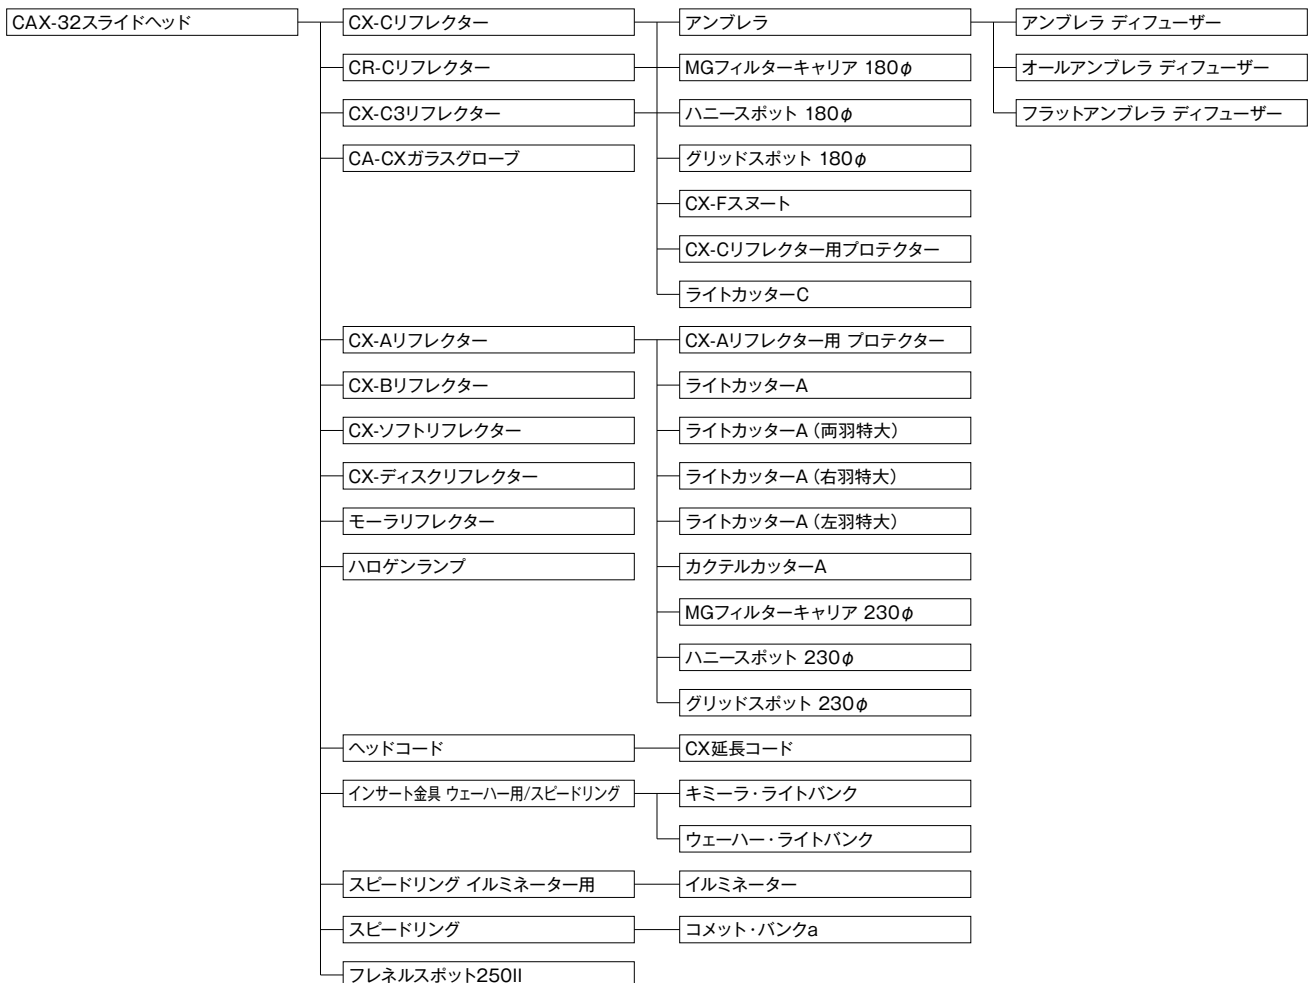 CAX-32スライドヘッド
CX-Cリフレクター
アンブレラ
アンブレラ ディフューザー
CR-Cリフレクター
MGフィルターキャリア 180φ
オールアンブレラ ディフューザー
CX-C3リフレクター
ハニースポット 180φ
フラットアンブレラ ディフューザー
CA-CXガラスグローブ
グリッドスポット 180φ
CX-Fスヌート
CX-Cリフレクター用プロテクター
ライトカッターC
CX-Aリフレクター
CX-Aリフレクター用 プロテクター
CX-Bリフレクター
ライトカッターA
CX-ソフトリフレクター
ライトカッターA（両羽特大）
CX-ディスクリフレクター
ライトカッターA（右羽特大）
モーラリフレクター
ライトカッターA（左羽特大）
ハロゲンランプ
カクテルカッターA
MGフィルターキャリア 230φ
ハニースポット 230φ
グリッドスポット 230φ
ヘッドコード
CX延長コード
インサート金具 ウェーハー用/スピードリング
キミーラ・ライトバンク
ウェーハー・ライトバンク
スピードリング イルミネーター用
イルミネーター
スピードリング
コメット・バンクa
フレネルスポット250II